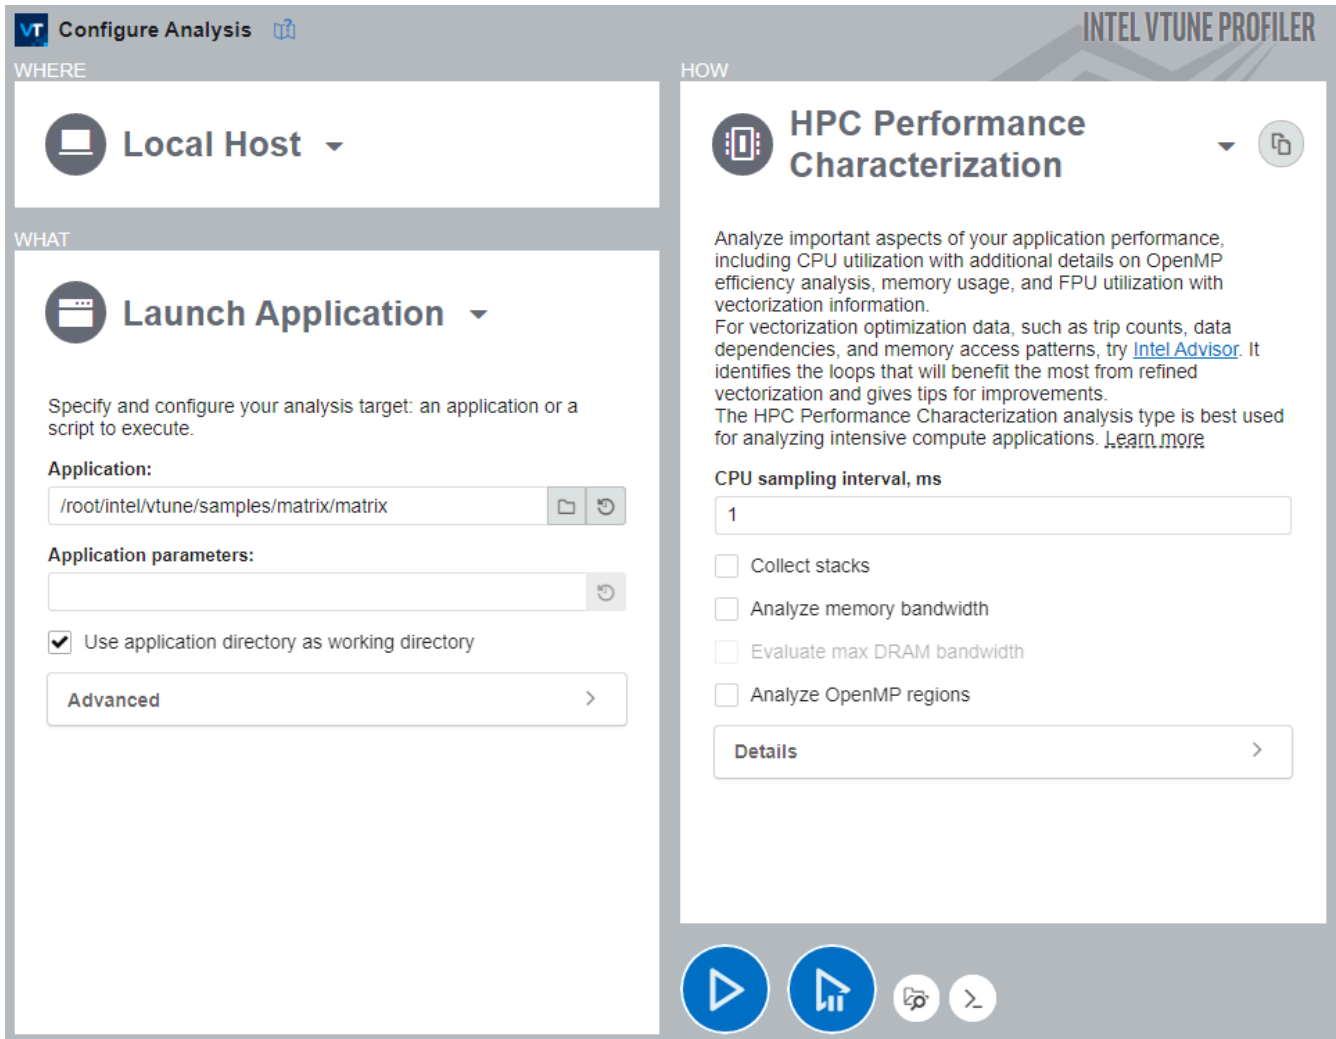 VT Configure Analysis
INTEL VTUNE PROFILER
WHERE
Local Host
WHAT
Launch Application
Specify and configure your analysis target: an application or a
script to execute.
Application:
/root/intel/vtune/samples/matrix/matrix
Application parameters:
Use application directory as working directory
Advanced
HOW
HPC Performance
Characterization
Analyze important aspects of your application performance,
including CPU utilization with additional details on OpenMP
efficiency analysis, memory usage, and FPU utilization with
vectorization information.
For vectorization optimization data, such as trip counts, data
dependencies, and memory access patterns, try Intel Advisor. It
identifies the loops that will benefit the most from refined
vectorization and gives tips for improvements.
The HPC Performance Characterization analysis type is best used
for analyzing intensive compute applications. Learn more
CPU sampling interval, ms
1
Collect stacks
Analyze memory bandwidth
Evaluate max DRAM bandwidth
Analyze OpenMP regions
Details